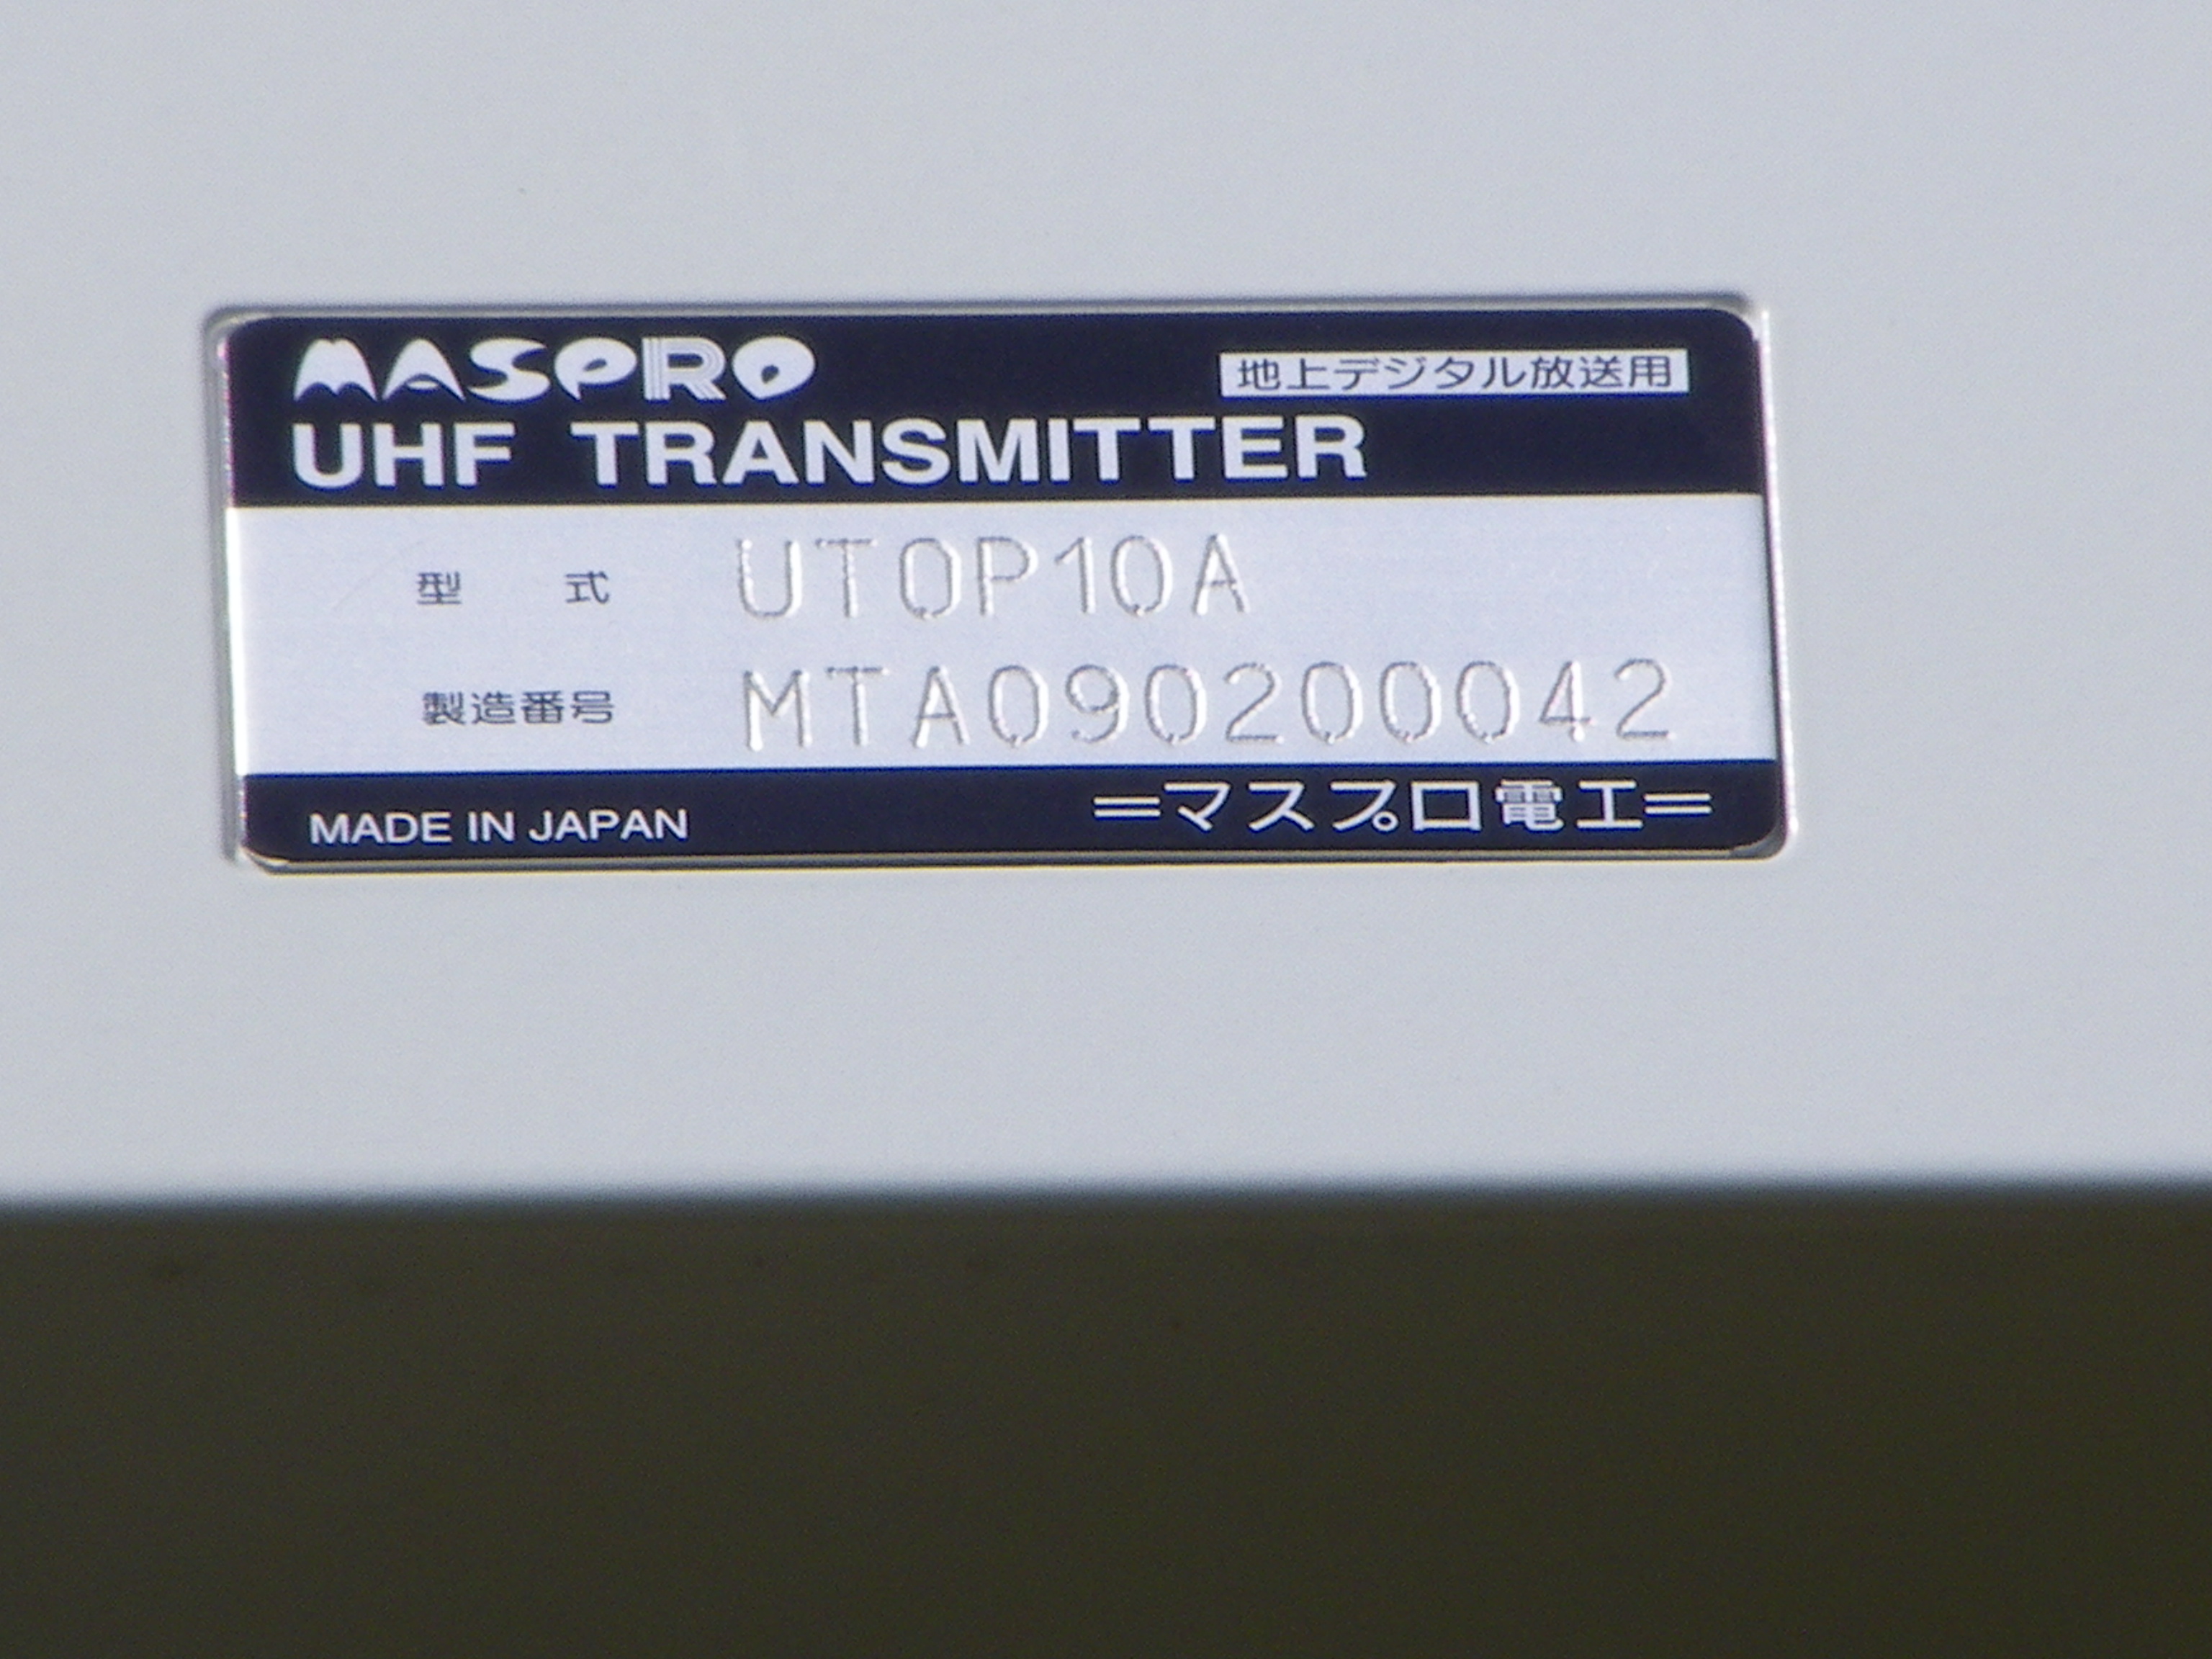 MASPRO
地上デジタル放送用
UHF TRANSMITTER
型 式 UTOP10A
製造番号 MTA090200042
MADE IN JAPAN
=マスプロ電工=